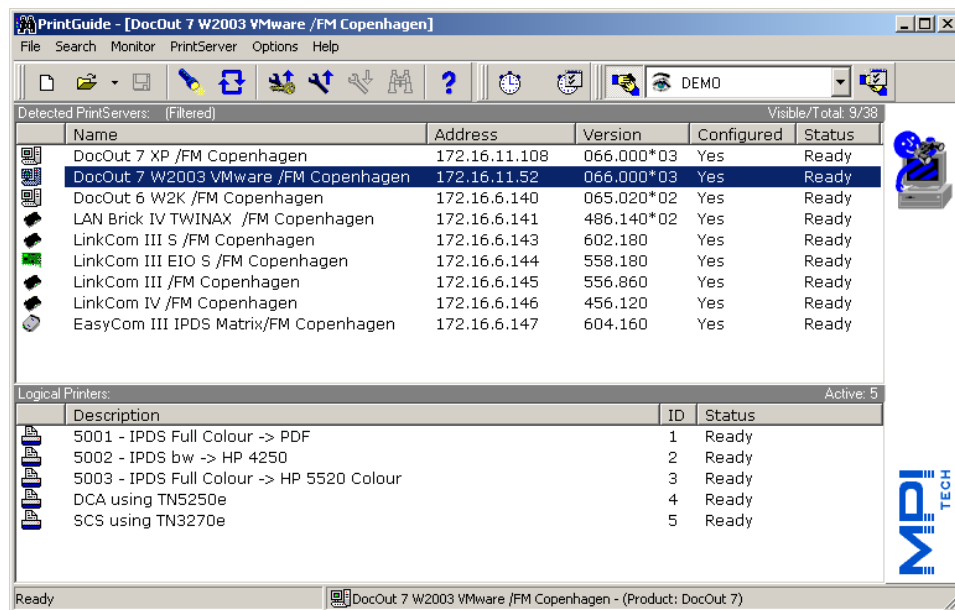 PrintGuide - [DocOut 7 W2003 VMware /FM Copenhagen]
File Search Monitor PrintServer Options Help
DEMO
Detected PrintServers: (Filtered) Visible/Total: 9/38
Name Address Version Configured Status
DocOut 7 XP /FM Copenhagen 172.16.11.108 066.000*03 Yes Ready
DocOut 7 W2003 VMware /FM Copenhagen 172.16.11.52 066.000*03 Yes Ready
DocOut 6 W2K /FM Copenhagen 172.16.6.140 065.020*02 Yes Ready
LAN Brick IV TWINAX /FM Copenhagen 172.16.6.141 486.140*02 Yes Ready
LinkCom III S /FM Copenhagen 172.16.6.143 602.180 Yes Ready
LinkCom III EIO S /FM Copenhagen 172.16.6.144 558.180 Yes Ready
LinkCom III /FM Copenhagen 172.16.6.145 556.860 Yes Ready
LinkCom IV /FM Copenhagen 172.16.6.146 456.120 Yes Ready
EasyCom III IPDS Matrix/FM Copenhagen 172.16.6.147 604.160 Yes Ready
Logical Printers: Active: 5
Description ID Status
5001 - IPDS Full Colour -> PDF 1 Ready
5002 - IPDS bw -> HP 4250 2 Ready
5003 - IPDS Full Colour -> HP 5520 Colour 3 Ready
DCA using TN5250e 4 Ready
SCS using TN3270e 5 Ready
MPI TECH
Ready DocOut 7 W2003 VMware /FM Copenhagen - (Product: DocOut 7)